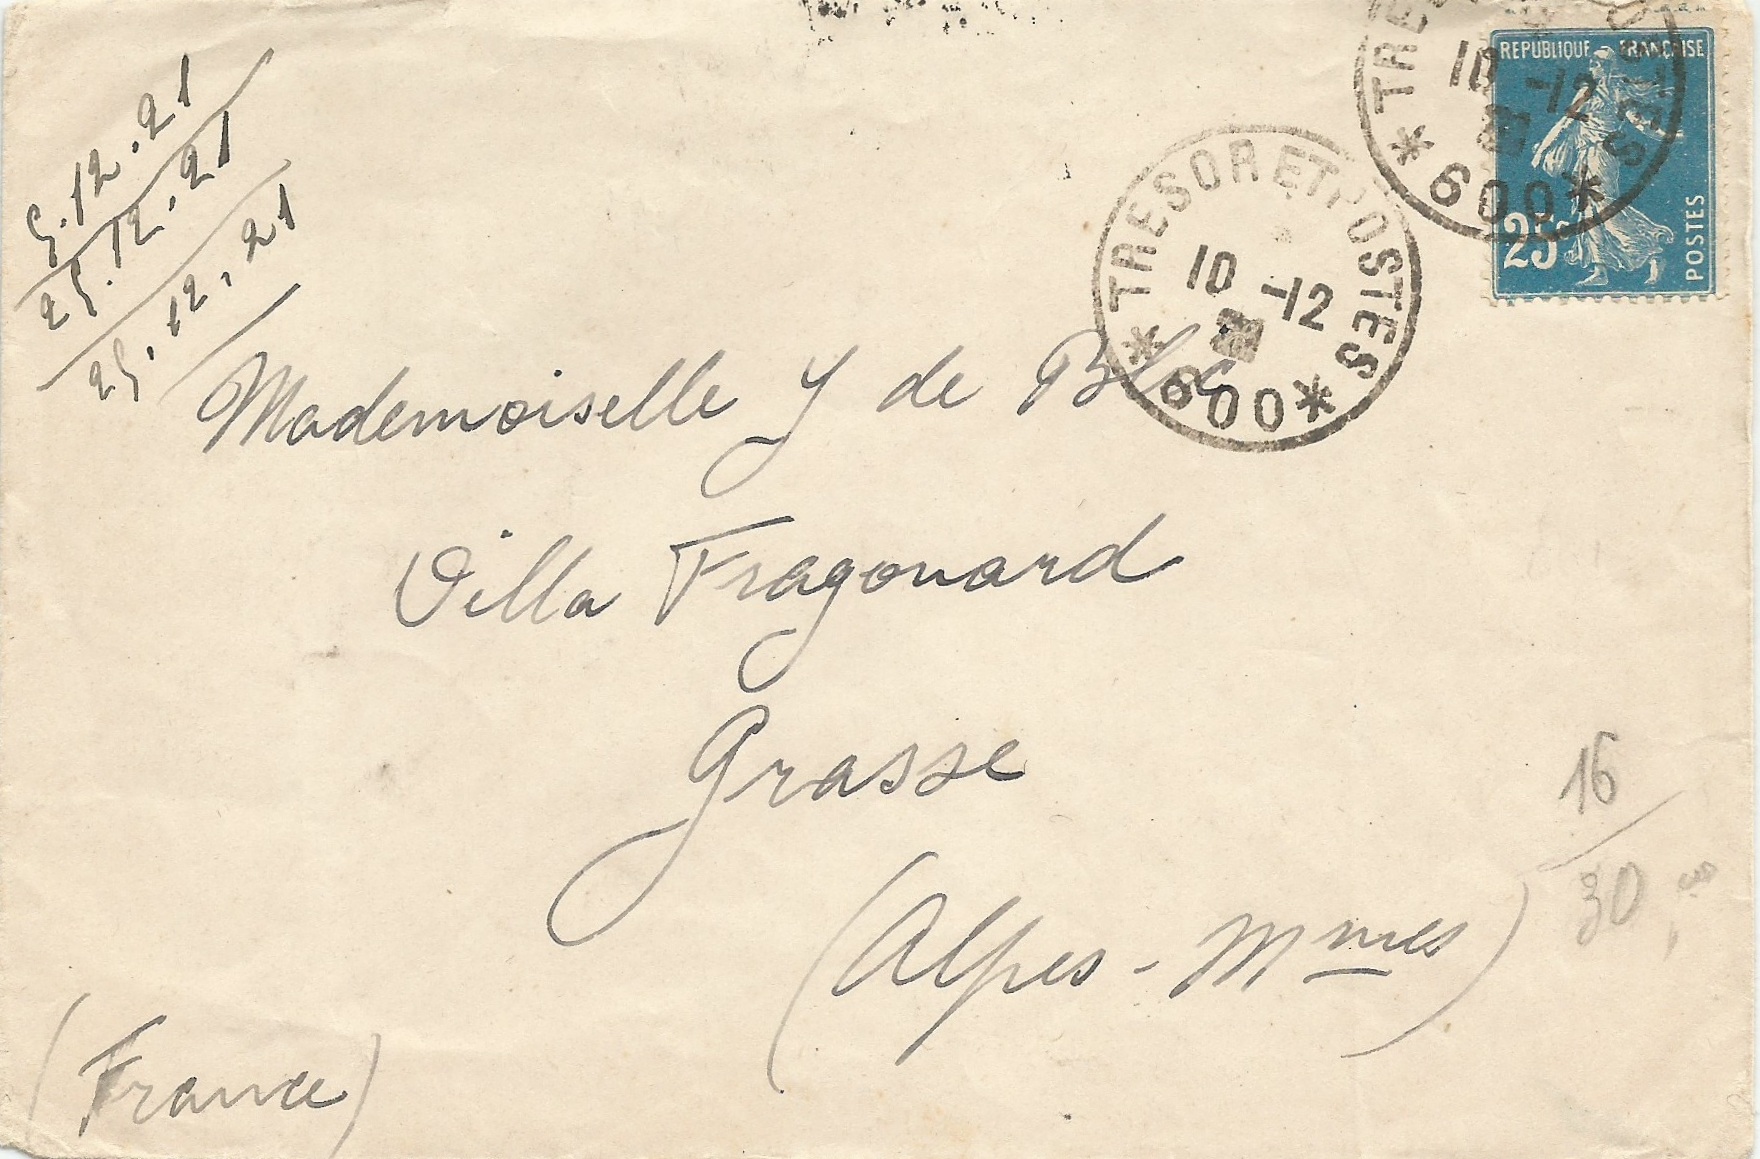 5.12.21
25.12.21
25.12.21
REPUBLIQUE FRANÇAISE
25c
POSTES
TRESOR ET POSTES
10 -12
* 600 *
TRE
10 -12
* 600 *
Mademoiselle Y de
Villa Fragonard
Grasse
(Alpes-Mmes)
(France)
16
30